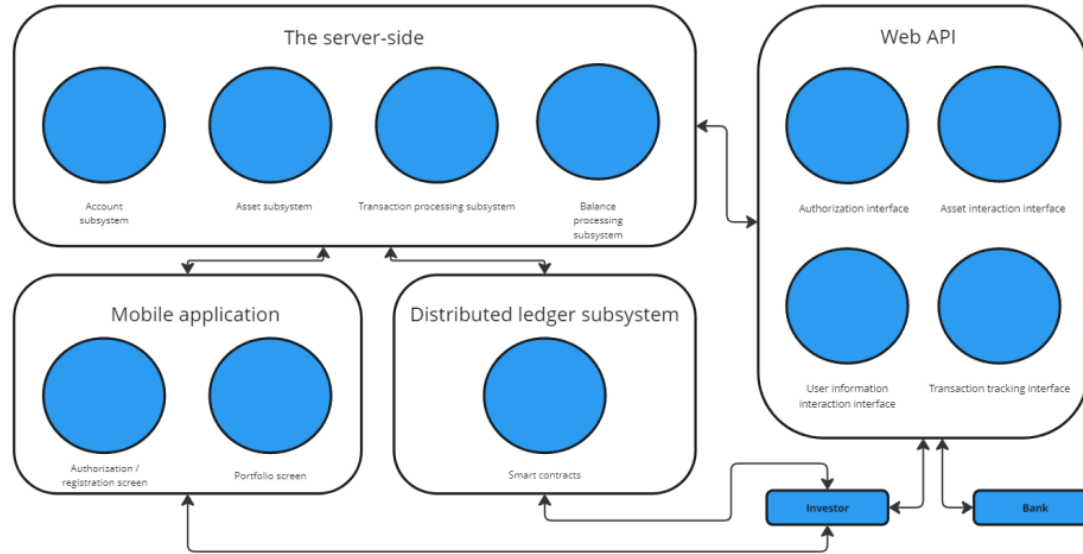 The server-side
Account
subsystem
Asset subsystem
Transaction processing subsystem
Balance
processing
subsystem
Web API
Authorization interface
Asset interaction interface
User information
interaction interface
Transaction tracking interface
Mobile application
Authorization /
registration screen
Portfolio screen
Distributed ledger subsystem
Smart contracts
Investor
Bank